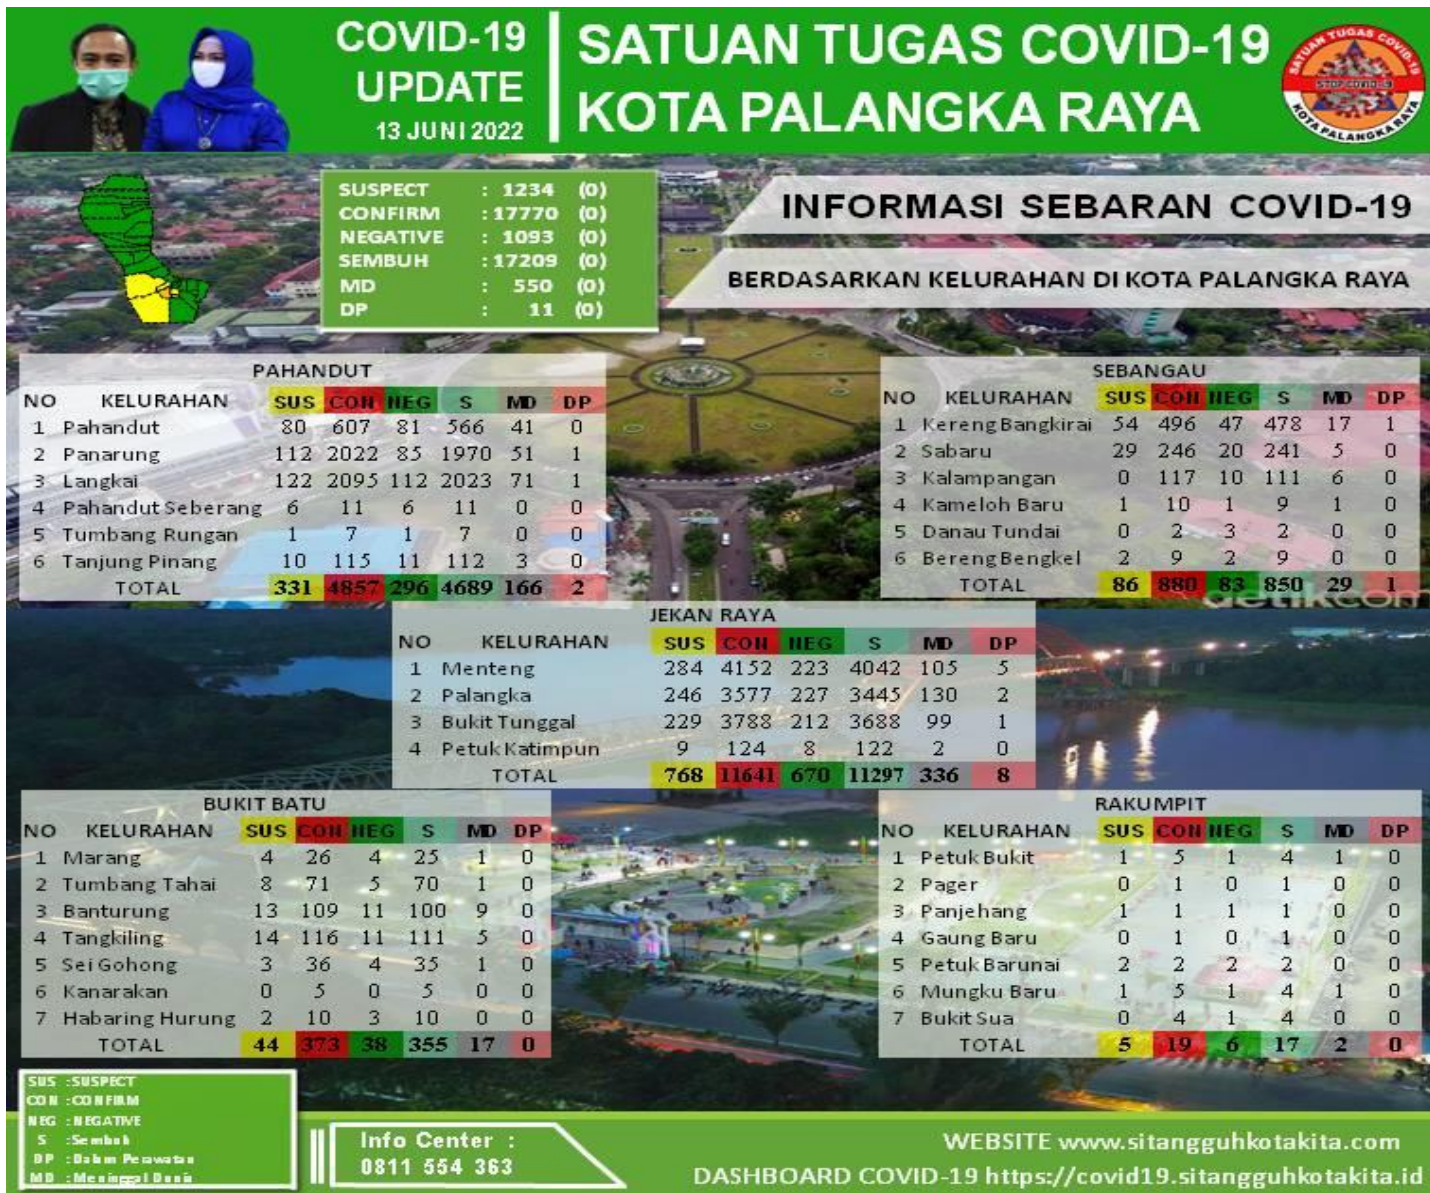 COVID-19
UPDATE
13 JUNI 2022
SATUAN TUGAS COVID-19
KOTA PALANGKA RAYA
SATUAN TUGAS COVID-19
STOP COVID-19
KOTA PALANGKARAYA
SUSPECT : 1234 (0)
CONFIRM : 17770 (0)
NEGATIVE : 1093 (0)
SEMBUH : 17209 (0)
MD : 550 (0)
DP : 11 (0)
INFORMASI SEBARAN COVID-19
BERDASARKAN KELURAHAN DI KOTA PALANGKA RAYA
PAHANDUT
NO KELURAHAN SUS CON NEG S MD DP
1 Pahandut 80 607 81 566 41 0
2 Panarung 112 2022 85 1970 51 1
3 Langkai 122 2095 112 2023 71 1
4 Pahandut Seberang 6 11 6 11 0 0
5 Tumbang Rungan 1 7 1 7 0 0
6 Tanjung Pinang 10 115 11 112 3 0
TOTAL 331 4857 296 4689 166 2
SEBANGAU
NO KELURAHAN SUS CON NEG S MD DP
1 Kereng Bangkirai 54 496 47 478 17 1
2 Sabaru 29 246 20 241 5 0
3 Kalampangan 0 117 10 111 6 0
4 Kameloh Baru 1 10 1 9 1 0
5 Danau Tundai 0 2 3 2 0 0
6 Bereng Bengkel 2 9 2 9 0 0
TOTAL 86 880 83 850 29 1
detikcom
JEKAN RAYA
NO KELURAHAN SUS CON NEG S MD DP
1 Menteng 284 4152 223 4042 105 5
2 Palangka 246 3577 227 3445 130 2
3 Bukit Tunggal 229 3788 212 3688 99 1
4 Petuk Katimpun 9 124 8 122 2 0
TOTAL 768 11641 670 11297 336 8
BUKIT BATU
NO KELURAHAN SUS CON NEG S MD DP
1 Marang 4 26 4 25 1 0
2 Tumbang Tahai 8 71 5 70 1 0
3 Banturung 13 109 11 100 9 0
4 Tangkiling 14 116 11 111 5 0
5 Sei Gohong 3 36 4 35 1 0
6 Kanarakan 0 5 0 5 0 0
7 Habaring Hurung 2 10 3 10 0 0
TOTAL 44 373 38 355 17 0
RAKUMPIT
NO KELURAHAN SUS CON NEG S MD DP
1 Petuk Bukit 1 5 1 4 1 0
2 Pager 0 1 0 1 0 0
3 Panjehang 1 1 1 1 0 0
4 Gaung Baru 0 1 0 1 0 0
5 Petuk Barunai 2 2 2 2 0 0
6 Mungku Baru 1 5 1 4 1 0
7 Bukit Sua 0 4 1 4 0 0
TOTAL 5 19 6 17 2 0
SUS :SUSPECT
CON :CONFIRM
NEG :NEGATIVE
S :Sembuh
DP :Dalam Perawatan
MD :Meninggal Dunia
Info Center :
0811 554 363
WEBSITE www.sitangguhkotakita.com
DASHBOARD COVID-19 https://covid19.sitangguhkotakita.id